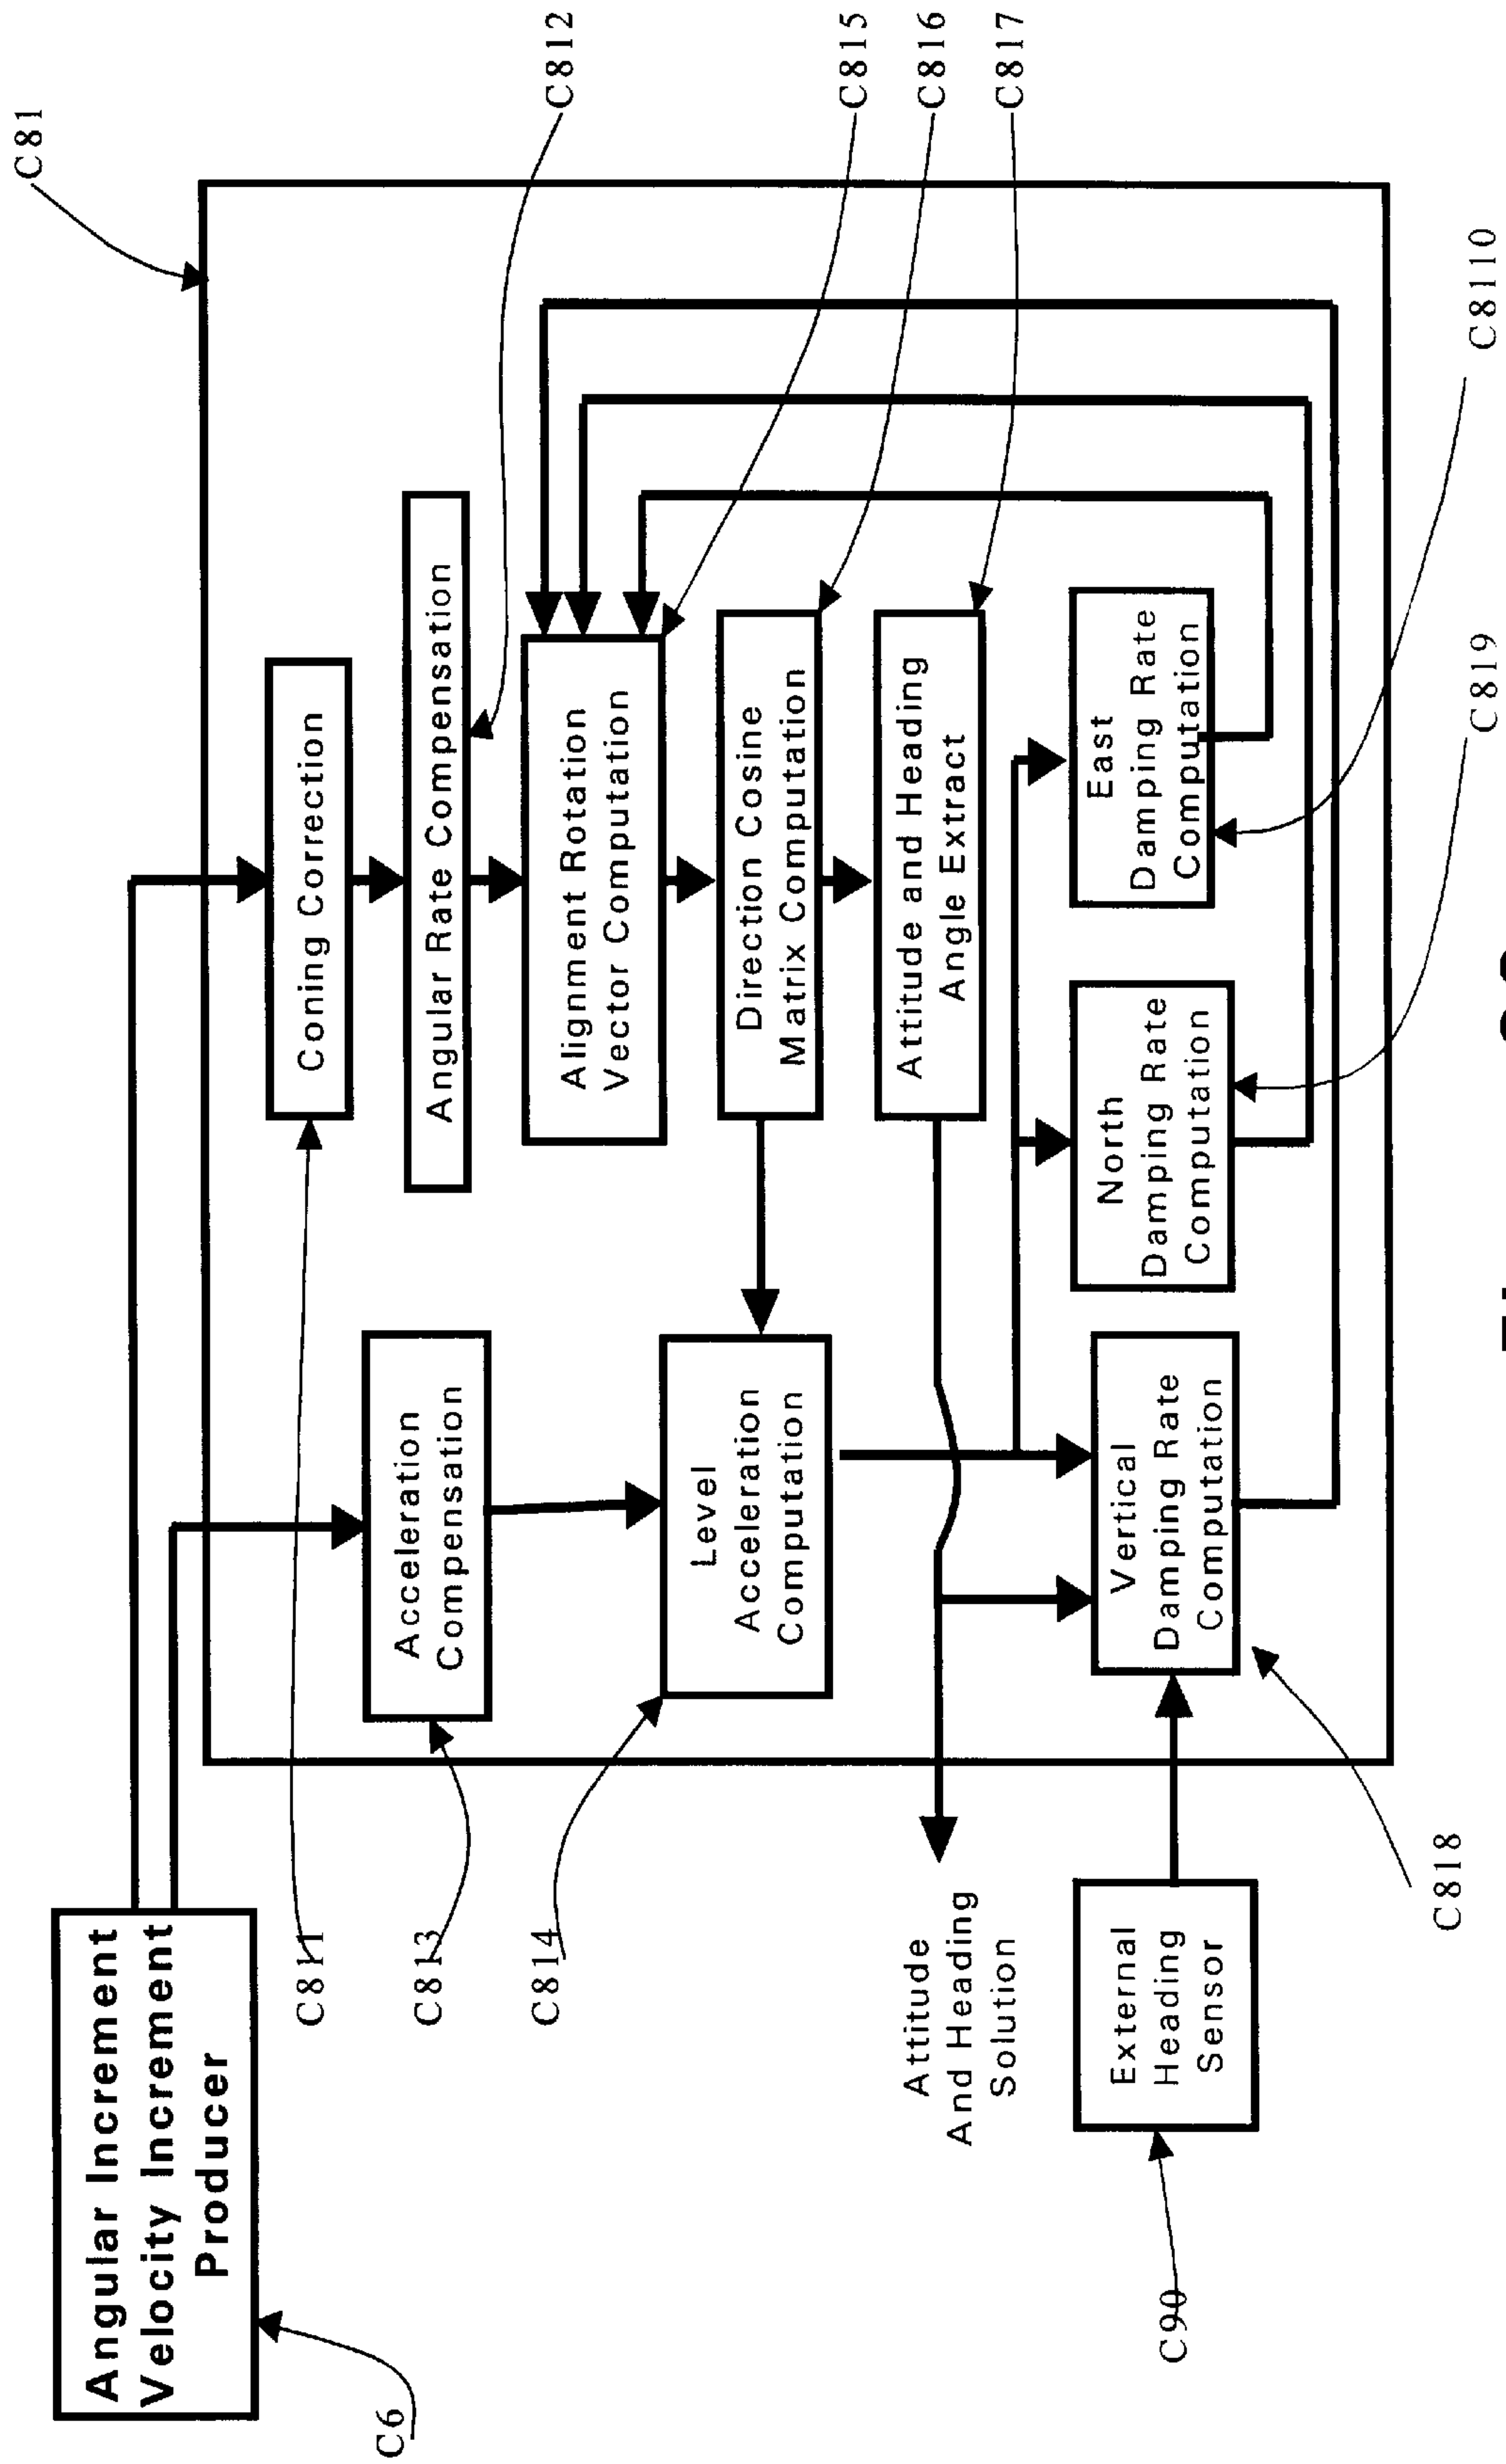 C81
C812
C815
C816
C817
C8110
C819
Angular Increment
Velocity Increment
Producer
C6
Coning Correction
Angular Rate Compensation
Alignment Rotation
Vector Computation
Direction Cosine
Matrix Computation
Attitude and Heading
Angle Extract
Acceleration
Compensation
Level
Acceleration
Computation
East
Damping Rate
Computation
North
Damping Rate
Computation
Vertical
Damping Rate
Computation
C811
C813
C814
Attitude
And Heading
Solution
External
Heading
Sensor
C90
C818